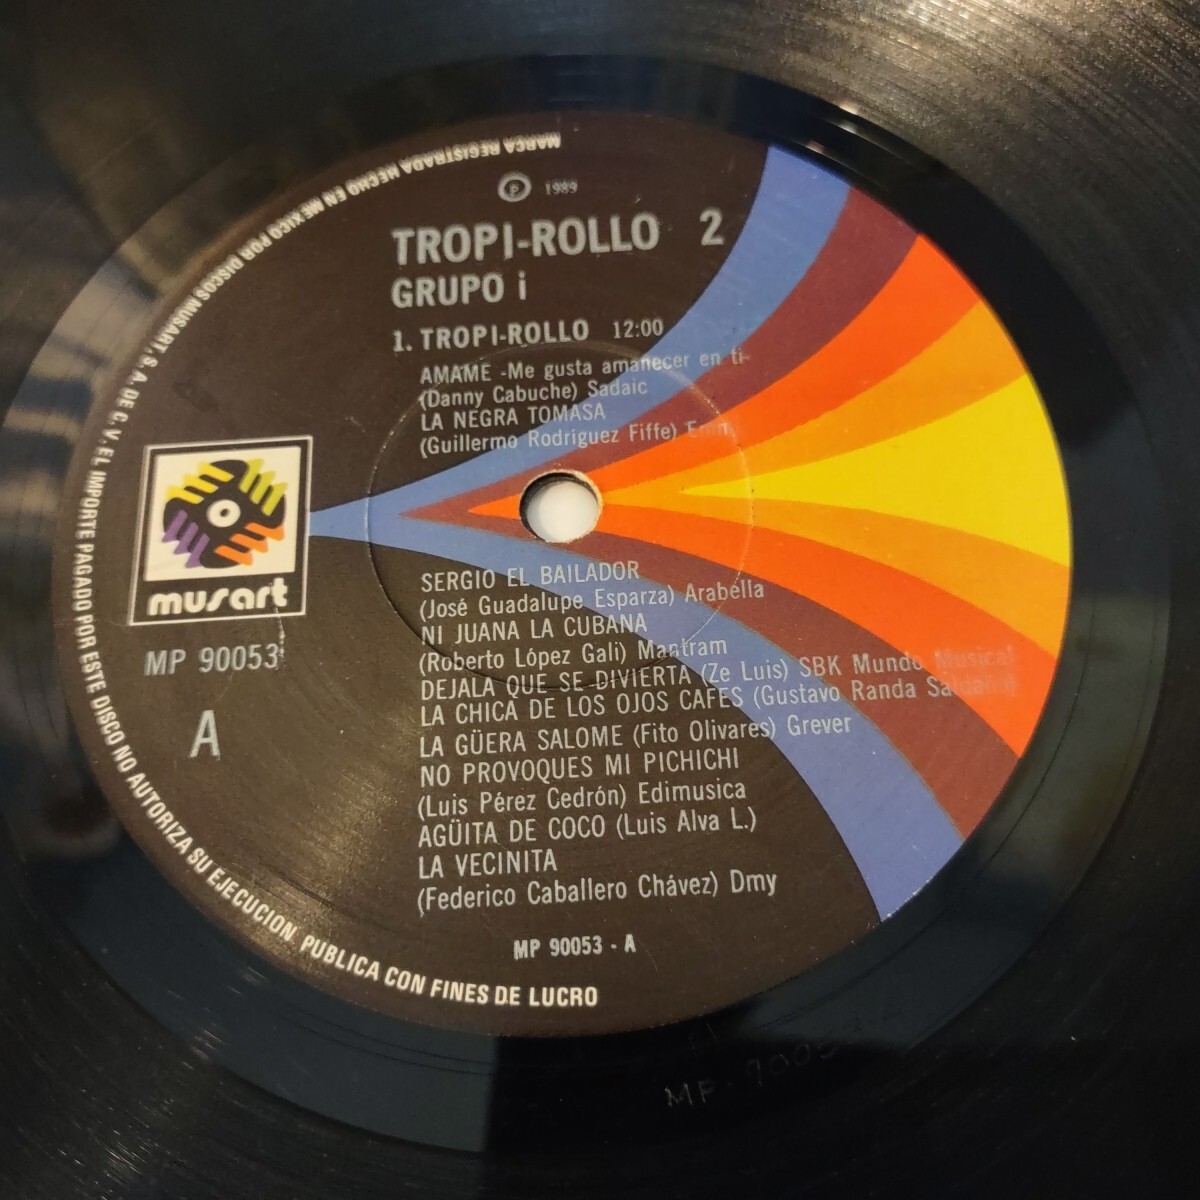 MARCA REGISTRADA HECHO EN MEXICO POR DISCOS MUSART, S.A. DE C.V. EL IMPORTE PAGADO POR ESTE DISCO NO AUTORIZA SU EJECUCION PUBLICA CON FINES DE LUCRO
℗ 1989
TROPI-ROLLO 2
GRUPO i
1. TROPI-ROLLO 12:00
AMAME -Me gusta amanecer en ti-
(Danny Cabuche) Sadaic
LA NEGRA TOMASA
(Guillermo Rodriguez Fiffe)
musart
MP 90053
A
SERGIO EL BAILADOR
(José Guadalupe Esparza) Arabella
NI JUANA LA CUBANA
(Roberto López Gali) Mantram
DEJALA QUE SE DIVIERTA (Ze Luis) SBK Mundo Musical
LA CHICA DE LOS OJOS CAFES (Gustavo Randa
LA GÜERA SALOME (Fito Olivares) Grever
NO PROVOQUES MI PICHICHI
(Luis Pérez Cedrón) Edimusica
AGÜITA DE COCO (Luis Alva L.)
LA VECINITA
(Federico Caballero Chávez) Dmy
MP 90053 - A